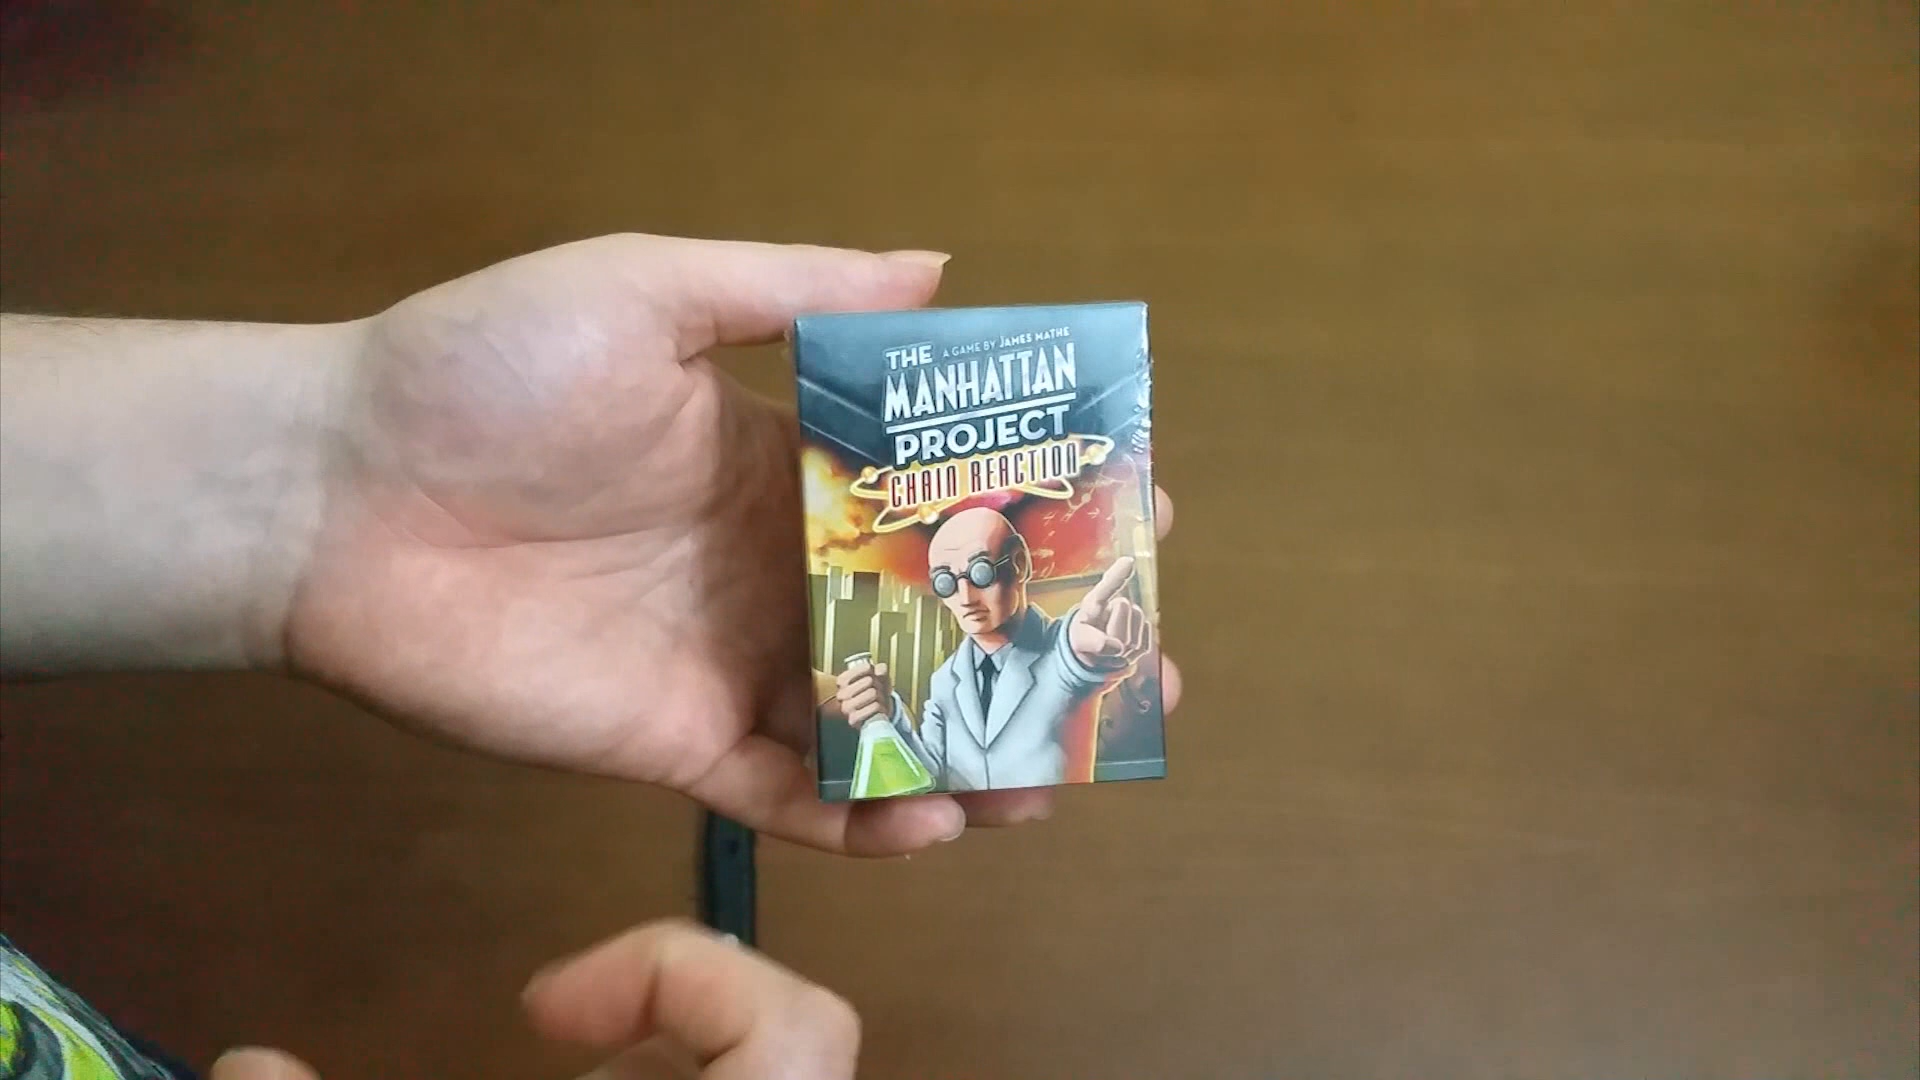 A GAME BY JAMES MATHE
THE
MANHATTAN
PROJECT
CHAIN REACTION